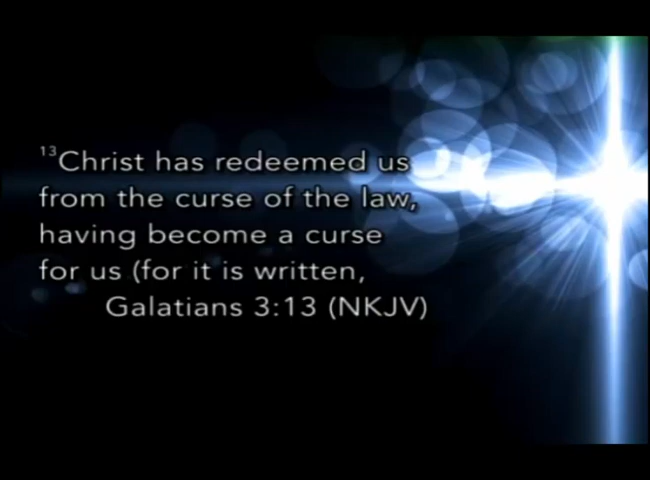 13Christ has redeemed us
from the curse of the law,
having become a curse
for us (for it is written,
Galatians 3:13 (NKJV)